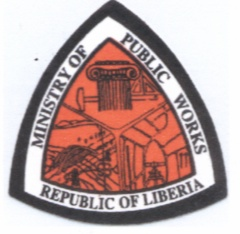 MINISTRY OF PUBLIC WORKS
REPUBLIC OF LIBERIA